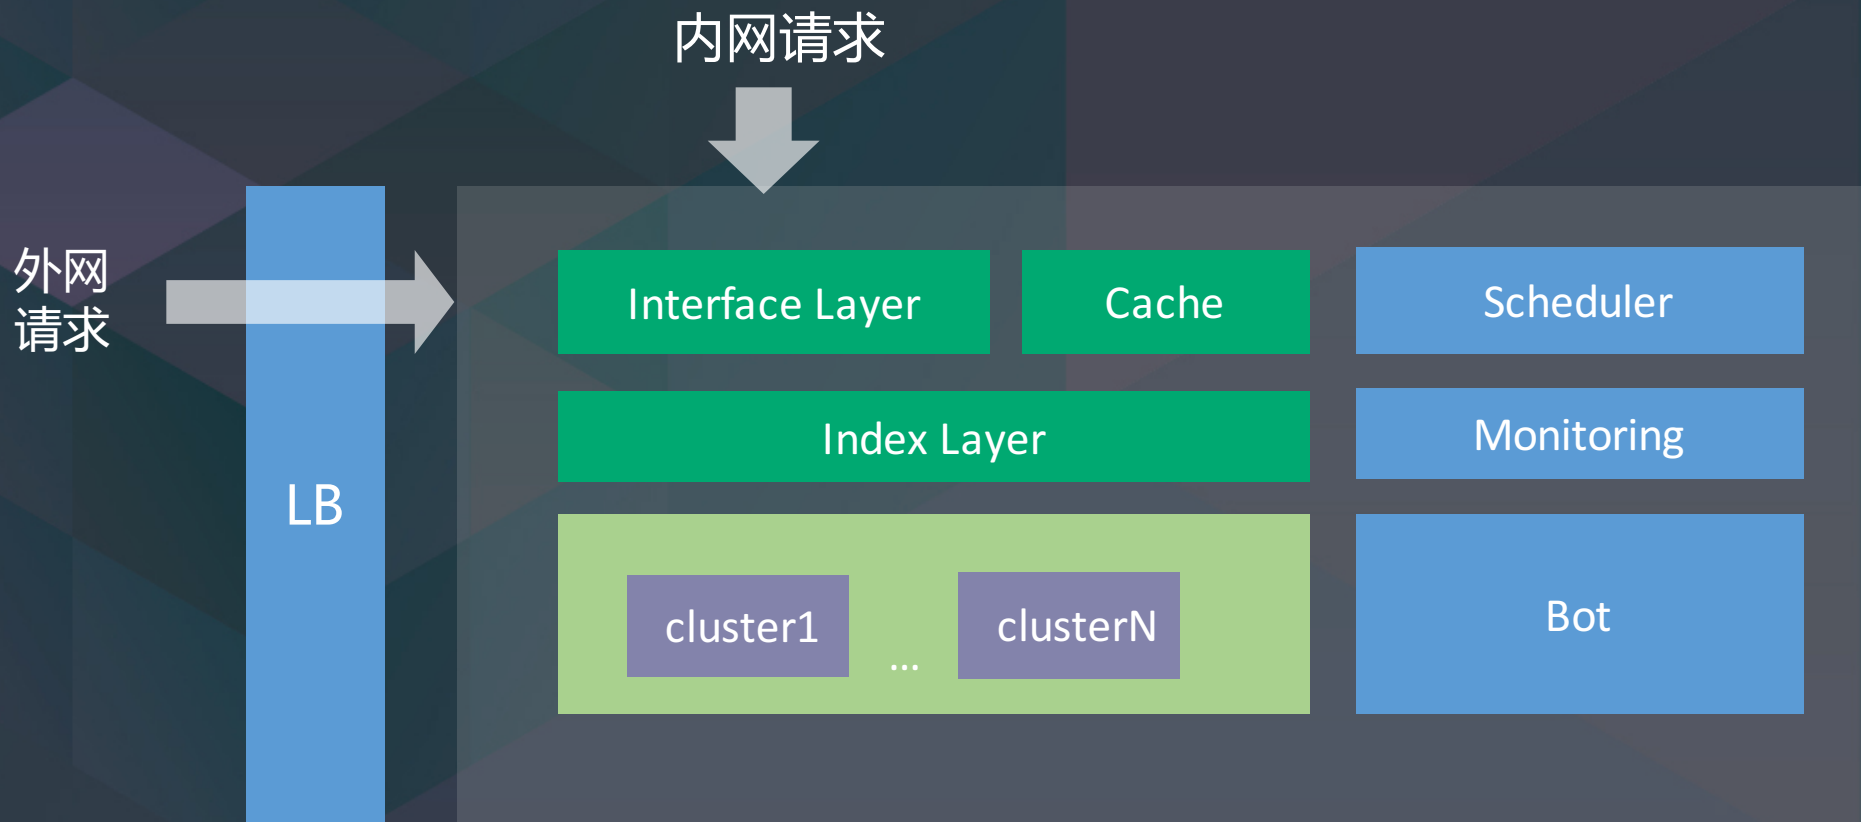 内网请求
外网
请求
LB
Interface Layer
Cache
Scheduler
Index Layer
Monitoring
cluster1
...
clusterN
Bot